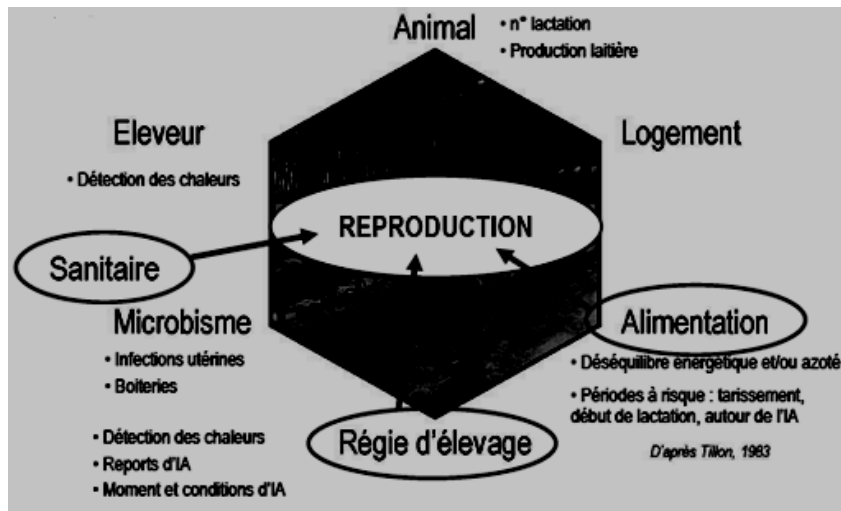 Animal
• n° lactation
• Production laitière
Eleveur
• Détection des chaleurs
Logement
REPRODUCTION
Sanitaire
Microbisme
• Infections utérines
• Boiteries
Alimentation
• Déséquilibre énergétique et/ou azoté
• Périodes à risque : tarissement,
début de lactation, autour de l'IA
• Détection des chaleurs
• Reports d'IA
• Moment et conditions d'IA
Régie d'élevage
D'après Tillon, 1983